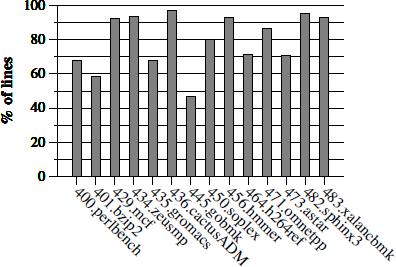 % of lines
100
80
60
40
20
0
400.perlbench
401.bzip2
429.mcf
434.zeusmp
435.gromacs
436.cactusADM
445.gobmk
450.soplex
456.hmmer
464.h264ref
471.omnetpp
473.astar
482.sphinx3
483.xalancbmk